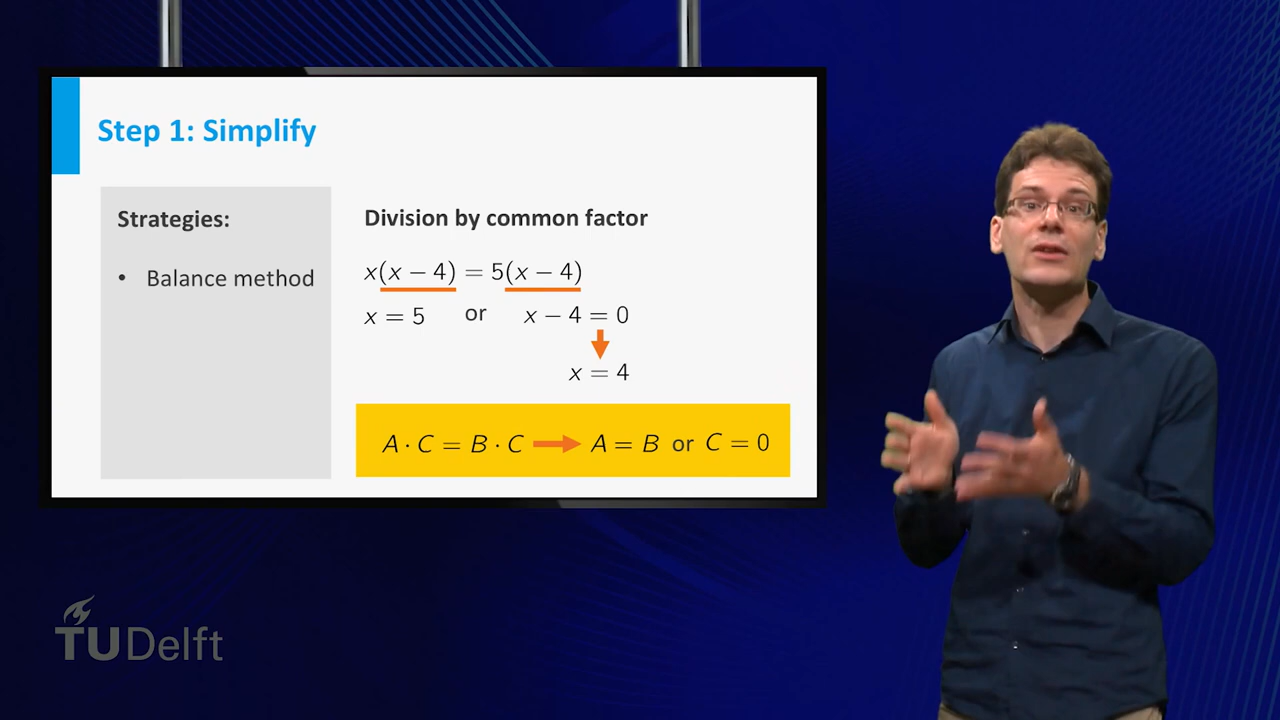 Step 1: Simplify
Strategies:
• Balance method
Division by common factor
x(x − 4) = 5(x − 4)
x = 5 or x − 4 = 0
x = 4
A · C = B · C → A = B or C = 0
TUDelft